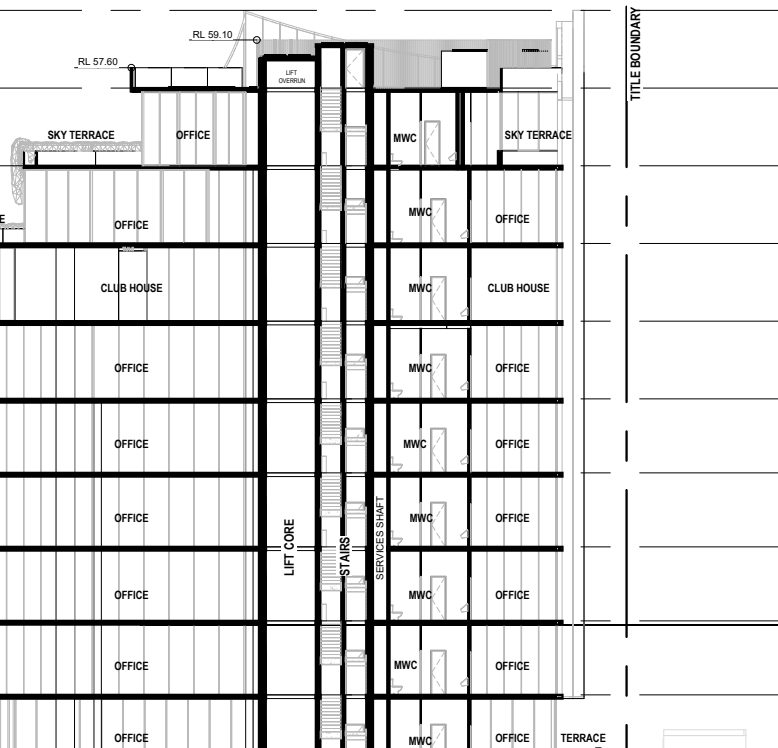 RL 59.10
TITLE BOUNDARY
RL 57.60
LIFT
OVERRUN
SKY TERRACE
OFFICE
MWC
SKY TERRACE
E
OFFICE
MWC
OFFICE
CLUB HOUSE
MWC
CLUB HOUSE
OFFICE
MWC
OFFICE
OFFICE
MWC
OFFICE
OFFICE
LIFT CORE
STAIRS
SERVICES SHAFT
MWC
OFFICE
OFFICE
MWC
OFFICE
OFFICE
MWC
OFFICE
OFFICE
MWC
OFFICE
TERRACE